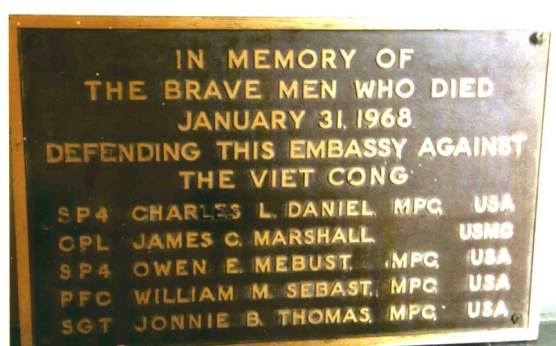 IN MEMORY OF
THE BRAVE MEN WHO DIED
JANUARY 31, 1968
DEFENDING THIS EMBASSY AGAINST
THE VIET CONG
SP4 CHARLES L. DANIEL, MPC, USA
CPL JAMES C. MARSHALL, USMC
SP4 OWEN E. MEBUST, MPC, USA
PFC WILLIAM M. SEBAST, MPC, USA
SGT JONNIE B. THOMAS, MPC, USA